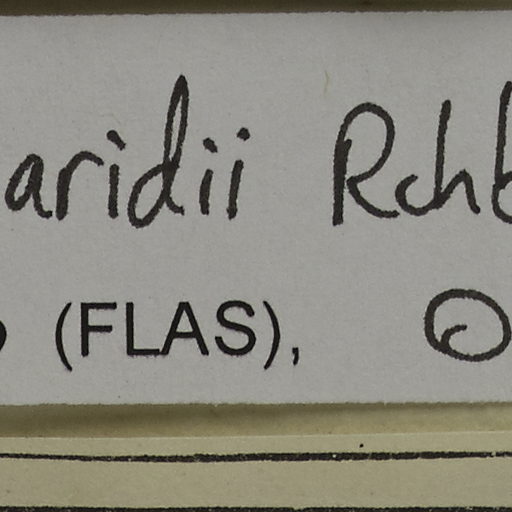 aridii Rchb
(FLAS),